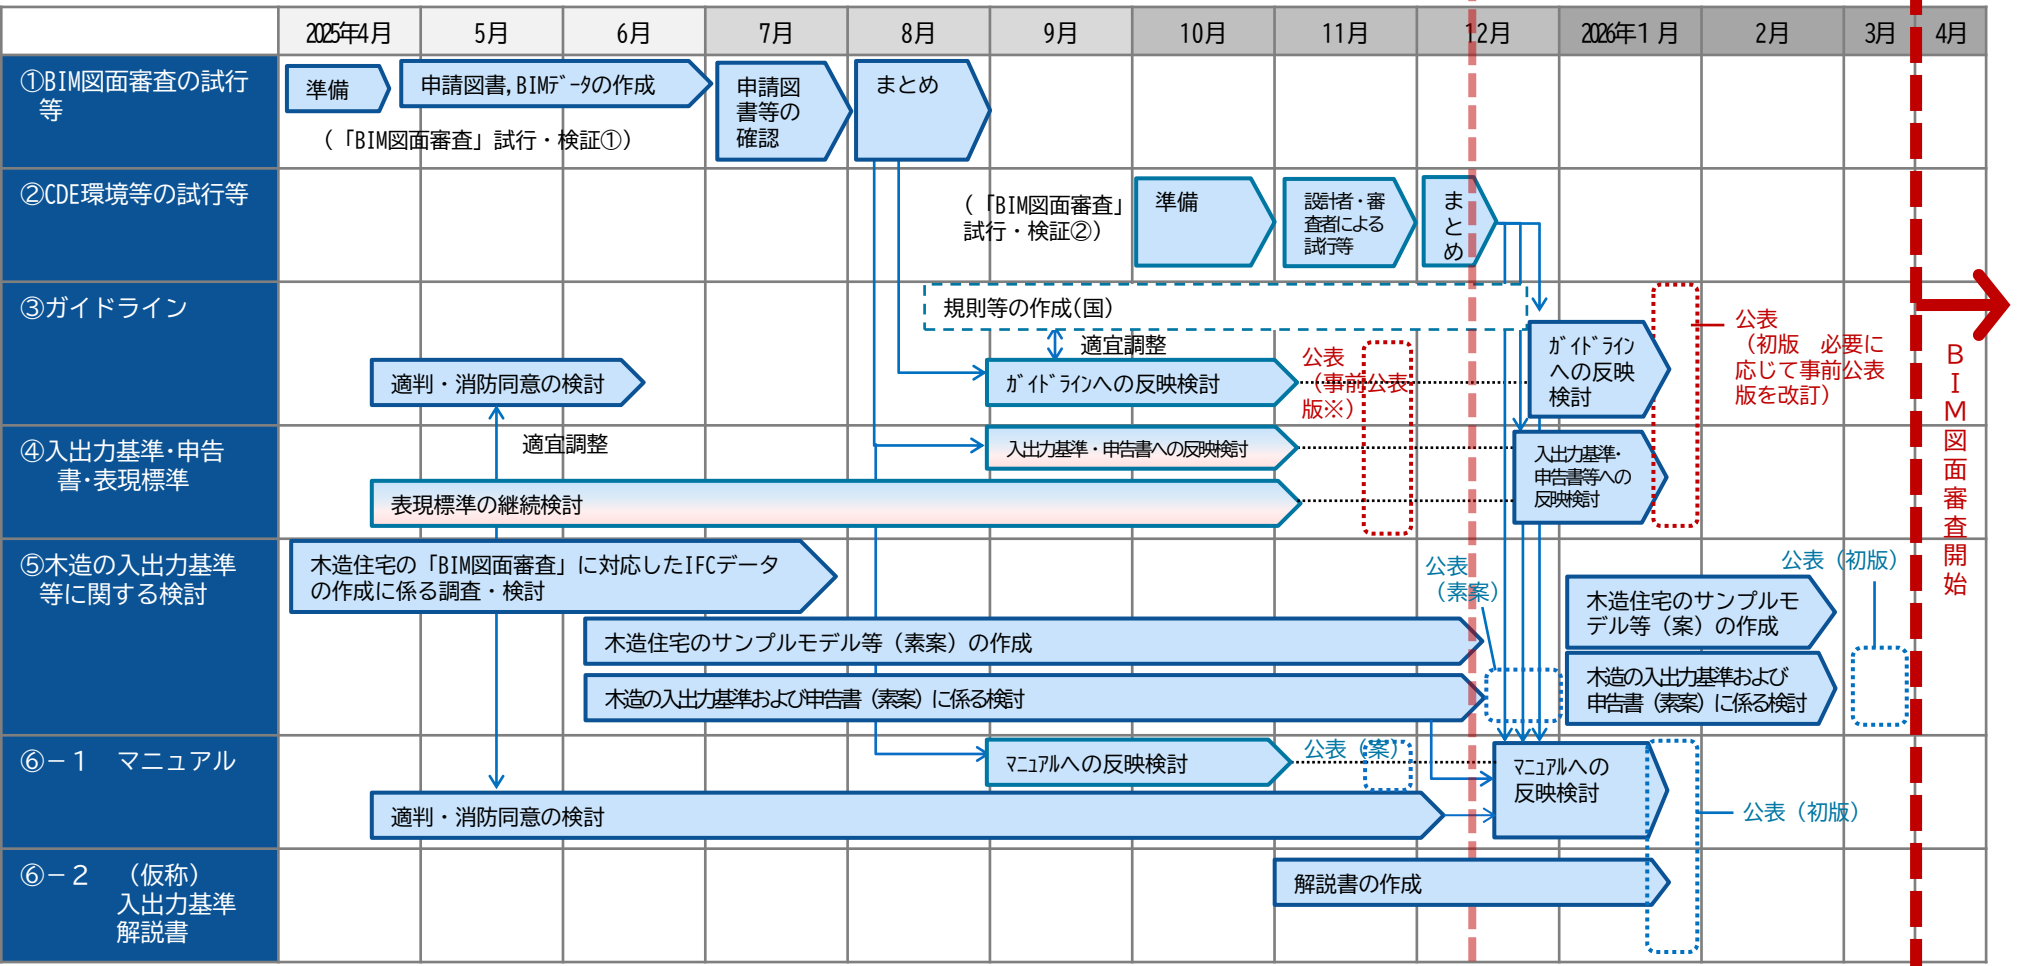 2025年4月 5月 6月 7月 8月 9月 10月 11月 12月 2026年1月 2月 3月 4月
①BIM図面審査の試行
等
準備
申請図書,BIMﾃﾞｰﾀの作成
申請図
書等の
確認
まとめ
(「BIM図面審査」試行・検証①)
②CDE環境等の試行等
(「BIM図面審査」
試行・検証②)
準備
設計者・審
査者による
試行等
まとめ
③ガイドライン
規則等の作成(国)
適宜調整
適判・消防同意の検討
ｶﾞｲﾄﾞﾗｲﾝへの反映検討
公表
(事前公表
版※)
ｶﾞｲﾄﾞﾗｲﾝ
への反映
検討
公表
(初版 必要に
応じて事前公表
版を改訂)
BIM図面審査開始
④入出力基準･申告
書･表現標準
適宜調整
入出力基準・申告書への反映検討
表現標準の継続検討
入出力基準･
申告書等への
反映検討
⑤木造の入出力基準
等に関する検討
木造住宅の「BIM図面審査」に対応したIFCデータ
の作成に係る調査・検討
木造住宅のサンプルモデル等(素案)の作成
木造の入出力基準および申告書(素案)に係る検討
公表
(素案)
木造住宅のサンプルモ
デル等(案)の作成
木造の入出力基準および
申告書(素案)に係る検討
公表(初版)
⑥－１ マニュアル
ﾏﾆｭｱﾙへの反映検討
公表(案)
適判・消防同意の検討
ﾏﾆｭｱﾙへの
反映検討
公表(初版)
⑥－２ (仮称)
入出力基準
解説書
解説書の作成